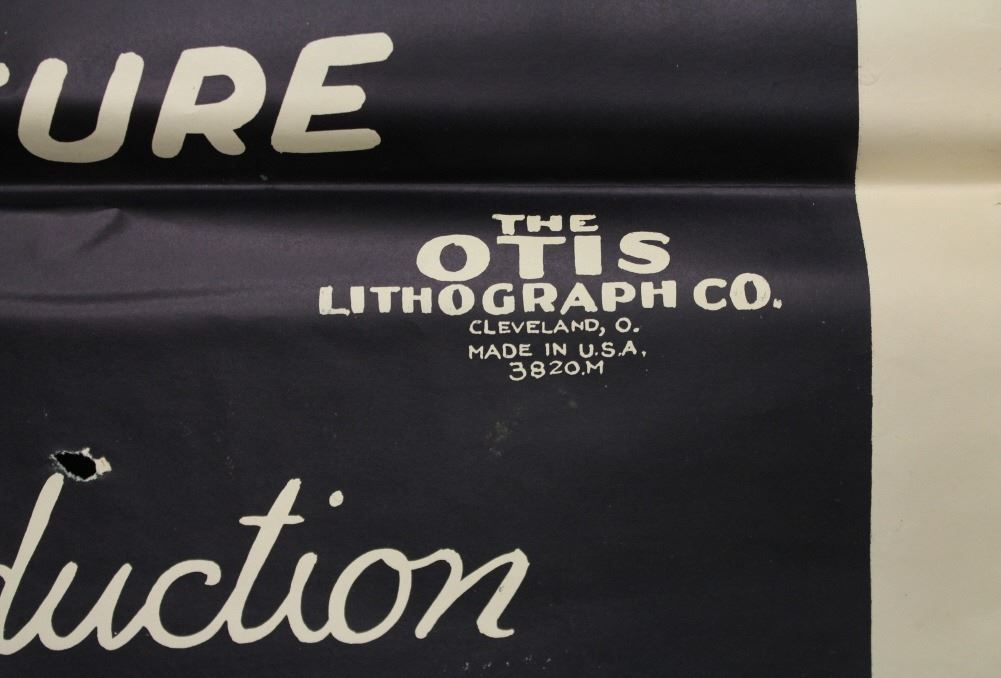 TURE
THE
OTIS
LITHOGRAPH CO.
CLEVELAND, O.
MADE IN U.S.A.
3820.M
duction